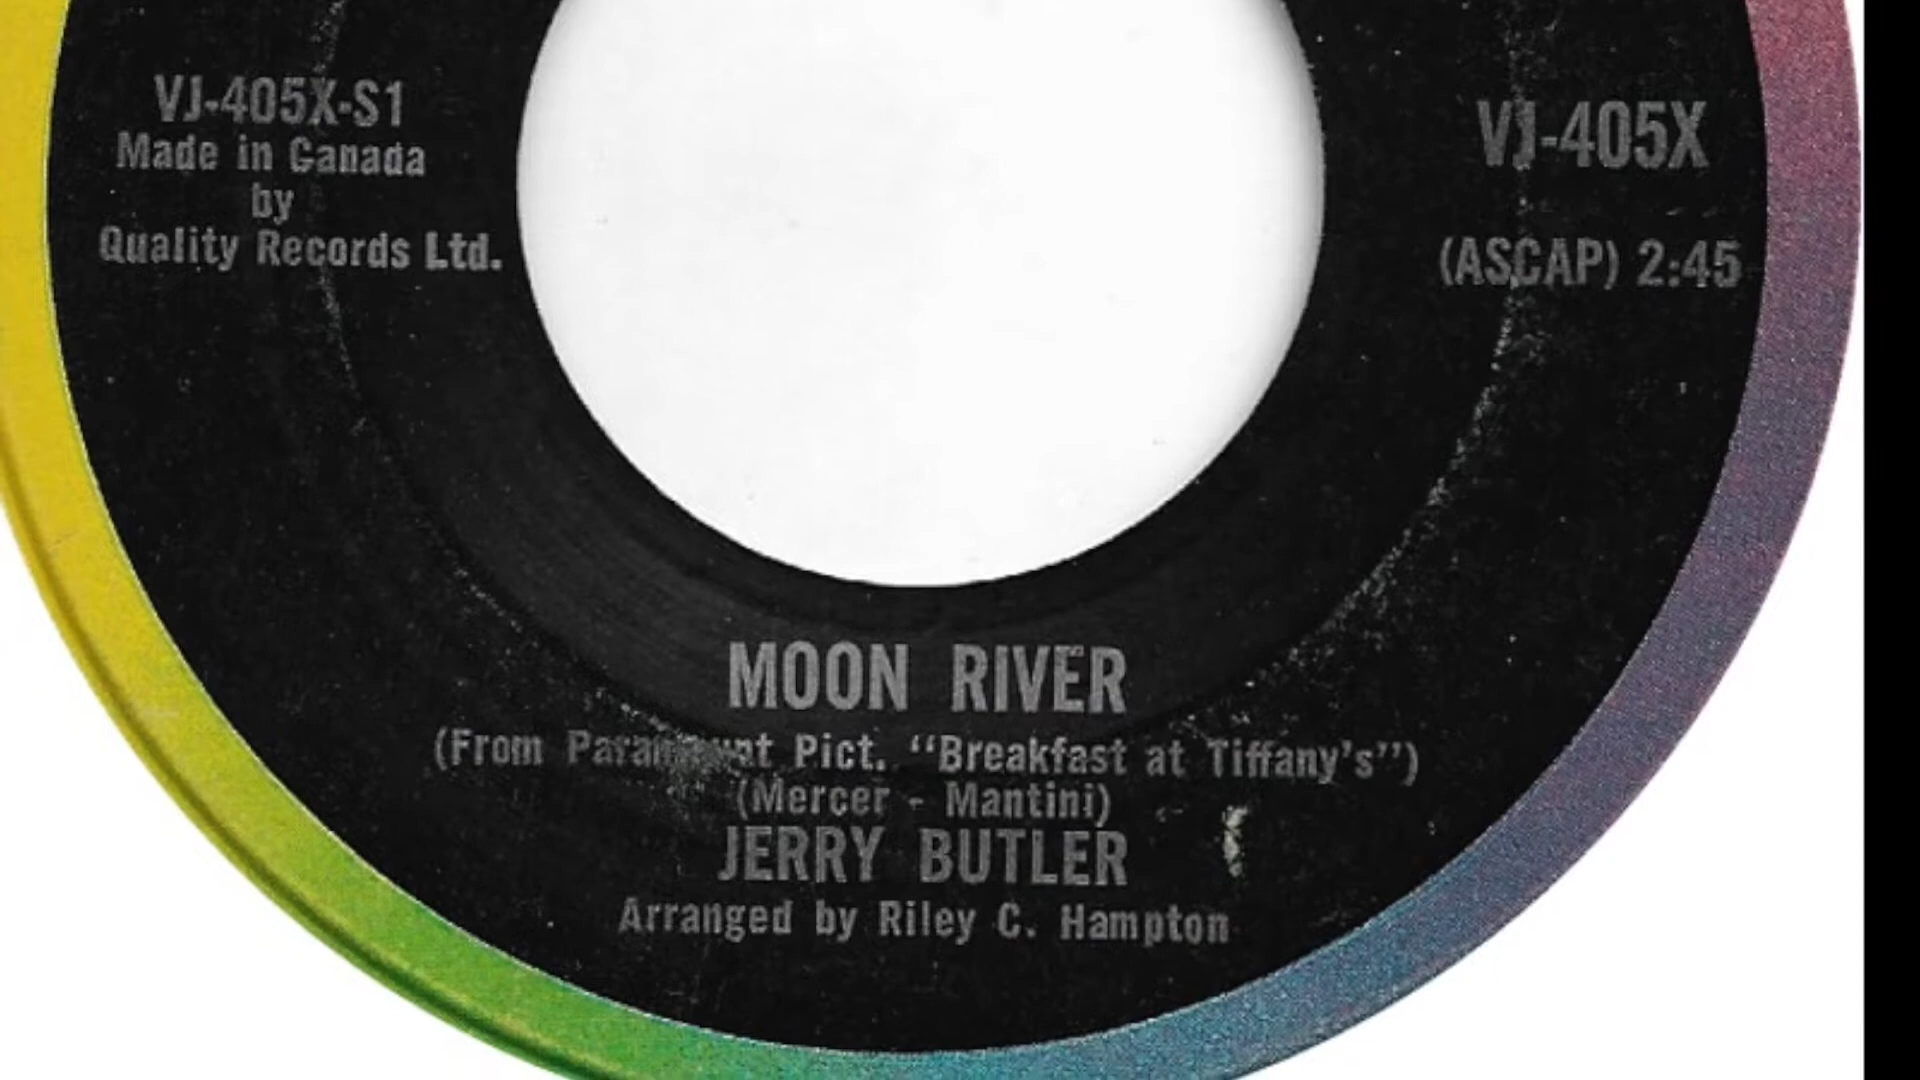 VJ-405X-S1
Made in Canada
by
Quality Records Ltd.
VJ-405X
(ASCAP) 2:45
MOON RIVER
(From Paramount Pict. "Breakfast at Tiffany's")
(Mercer - Mantini)
JERRY BUTLER
Arranged by Riley C. Hampton